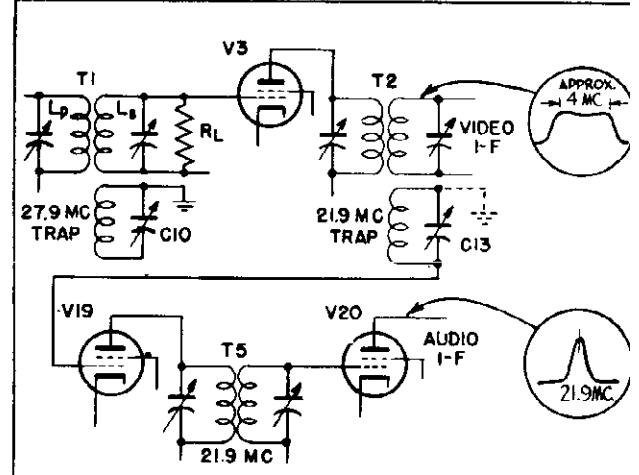 V3
T1
T2
APPROX.
4 MC
Lp
Ls
RL
VIDEO
I-F
27.9 MC
TRAP
C10
21.9 MC
TRAP
C13
V19
V20
T5
AUDIO
I-F
21.9 MC
21.9MC.